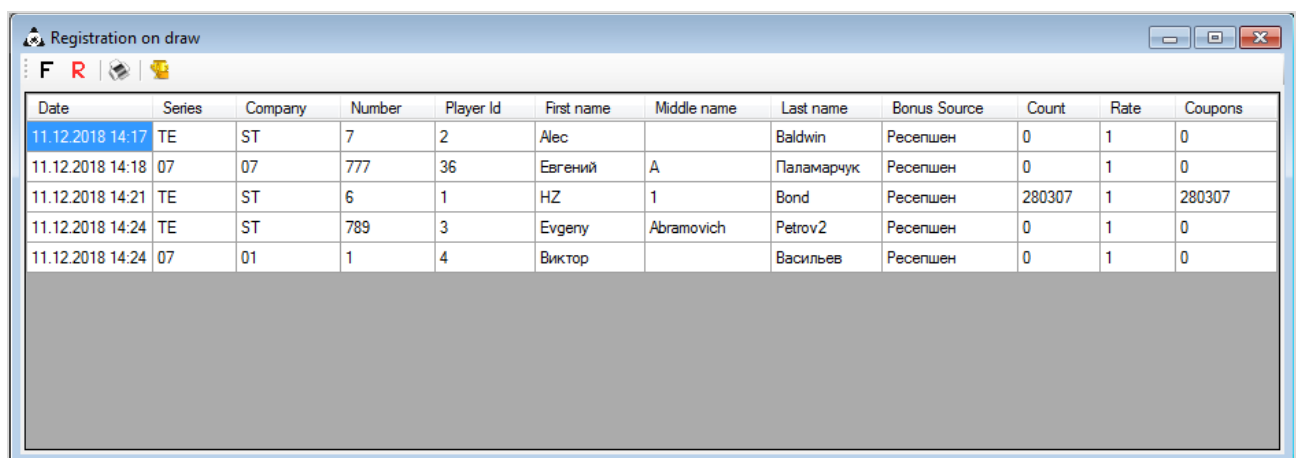 Registration on draw
F R
Date Series Company Number Player Id First name Middle name Last name Bonus Source Count Rate Coupons
11.12.2018 14:17 TE ST 7 2 Alec Baldwin Ресепшен 0 1 0
11.12.2018 14:18 07 07 777 36 Евгений А Паламарчук Ресепшен 0 1 0
11.12.2018 14:21 TE ST 6 1 HZ 1 Bond Ресепшен 280307 1 280307
11.12.2018 14:24 TE ST 789 3 Evgeny Abramovich Petrov2 Ресепшен 0 1 0
11.12.2018 14:24 07 01 1 4 Виктор Васильев Ресепшен 0 1 0